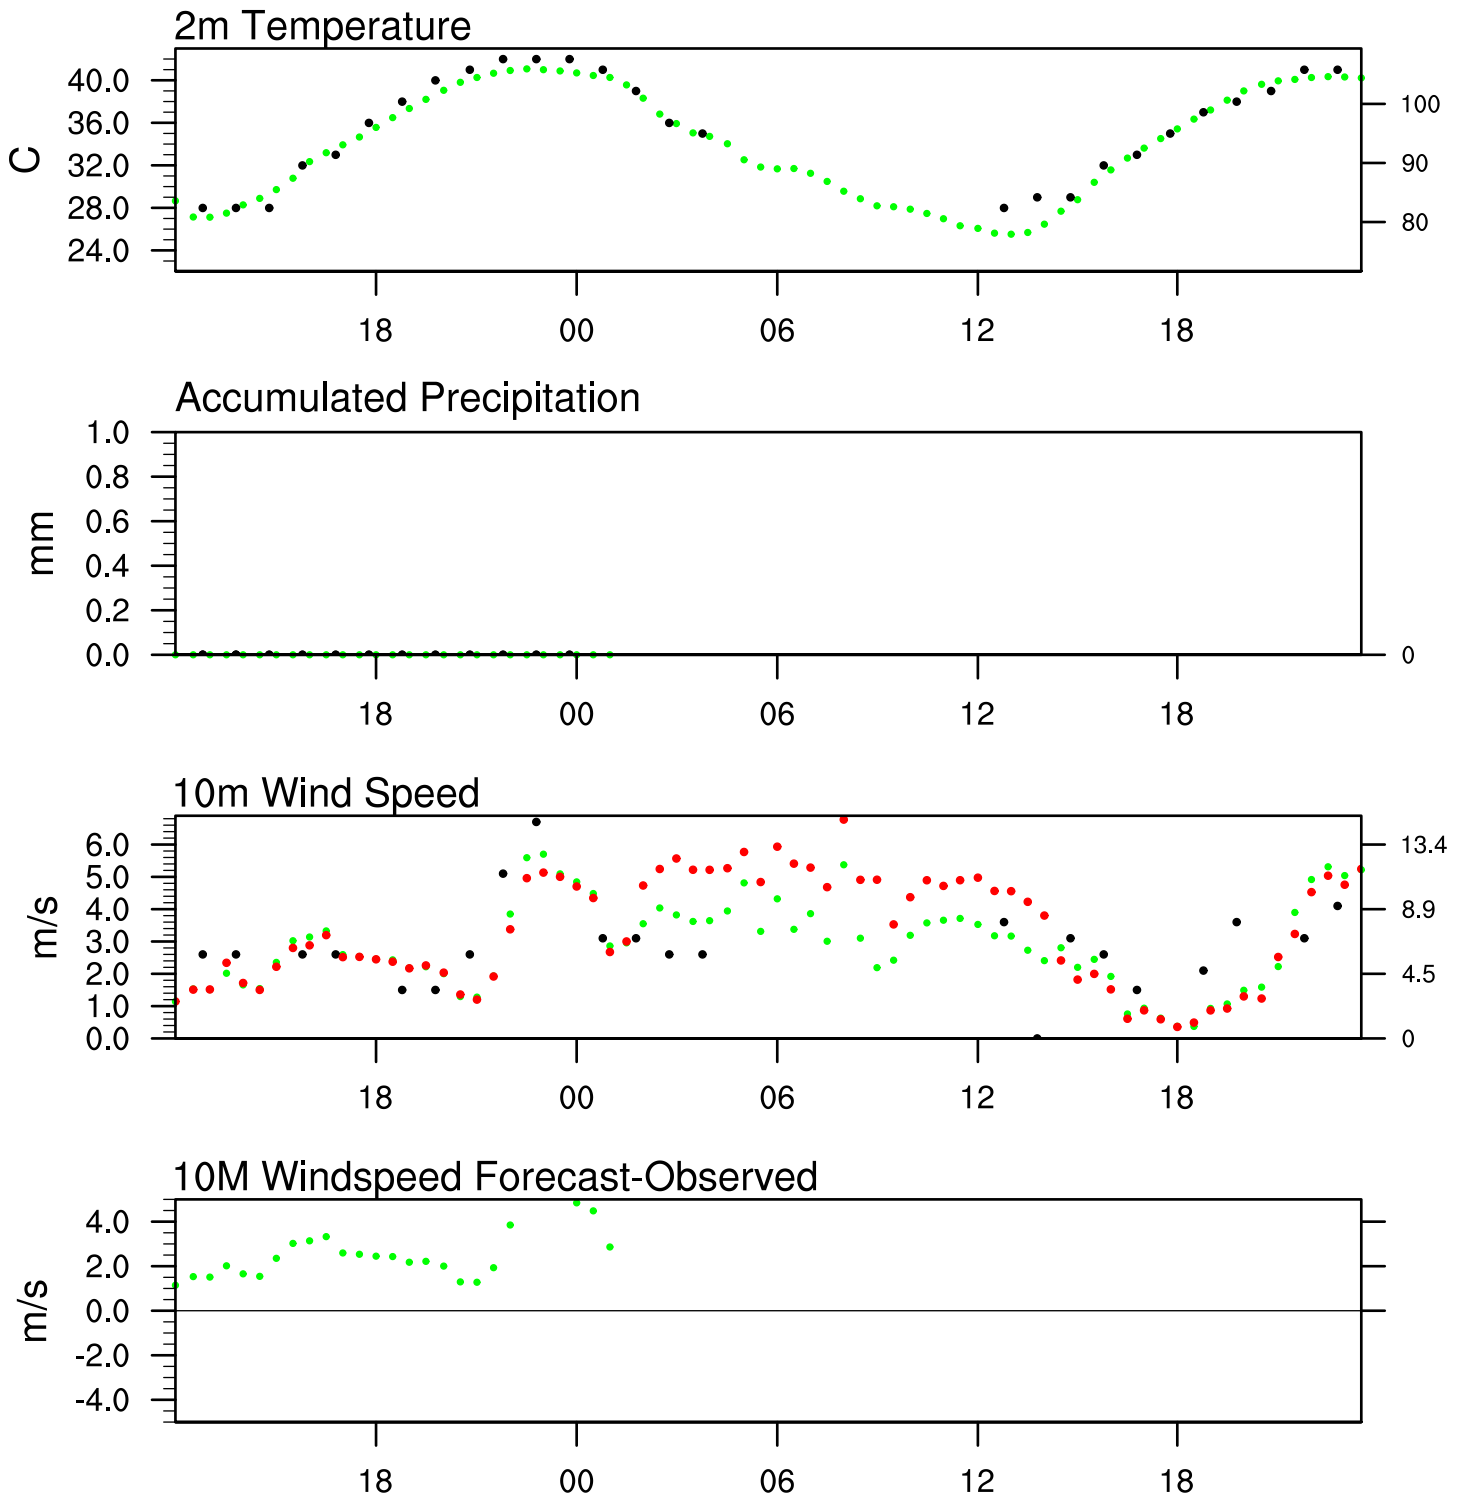 2m Temperature
40.0
36.0
32.0
28.0
24.0
C
100
90
80
18 00 06 12 18
Accumulated Precipitation
1.0
0.8
0.6
0.4
0.2
0.0
mm
0
18 00 06 12 18
10m Wind Speed
6.0
5.0
4.0
3.0
2.0
1.0
0.0
m/s
13.4
8.9
4.5
0
18 00 06 12 18
10M Windspeed Forecast-Observed
4.0
2.0
0.0
-2.0
-4.0
m/s
18 00 06 12 18